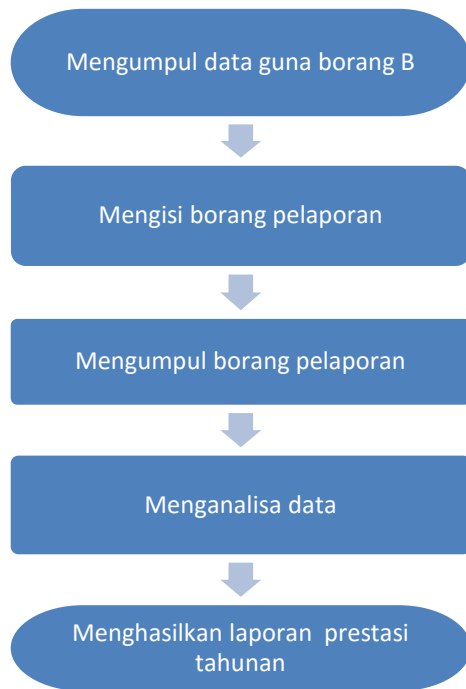 Mengumpul data guna borang B
Mengisi borang pelaporan
Mengumpul borang pelaporan
Menganalisa data
Menghasilkan laporan  prestasi
tahunan